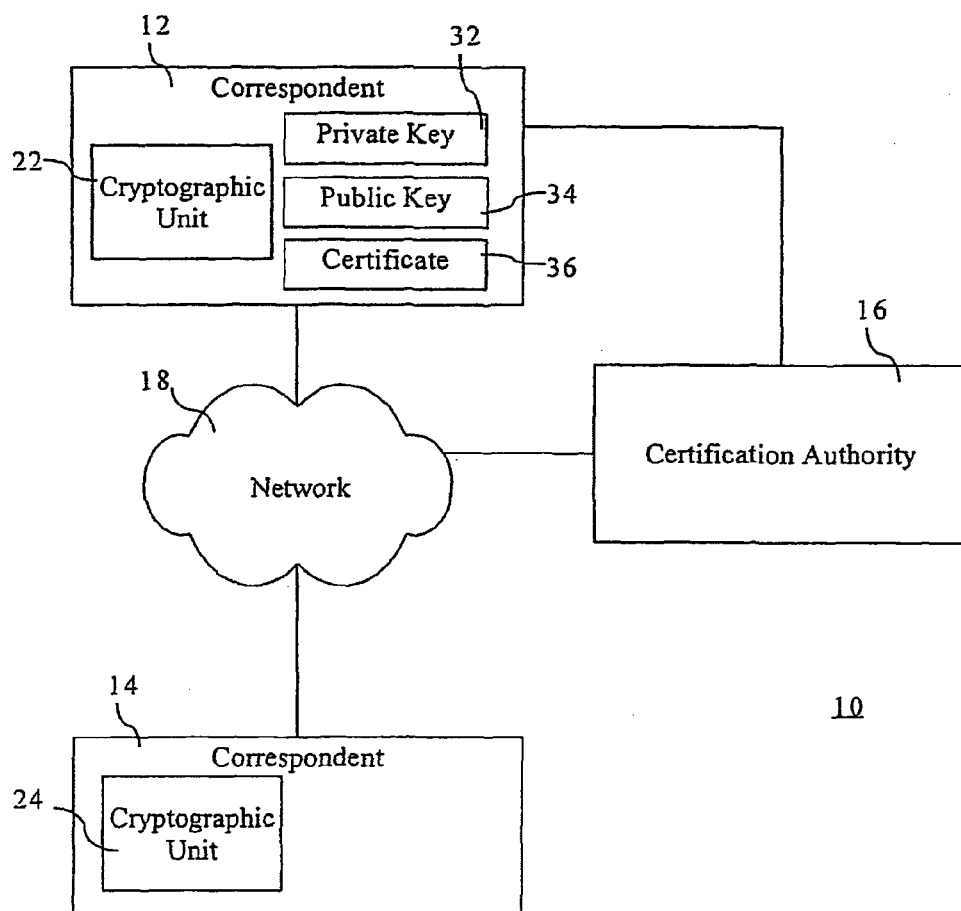 12
32
Correspondent
Private Key
22
Cryptographic
Unit
Public Key
34
Certificate
36
16
18
Certification Authority
Network
14
10
Correspondent
24
Cryptographic
Unit